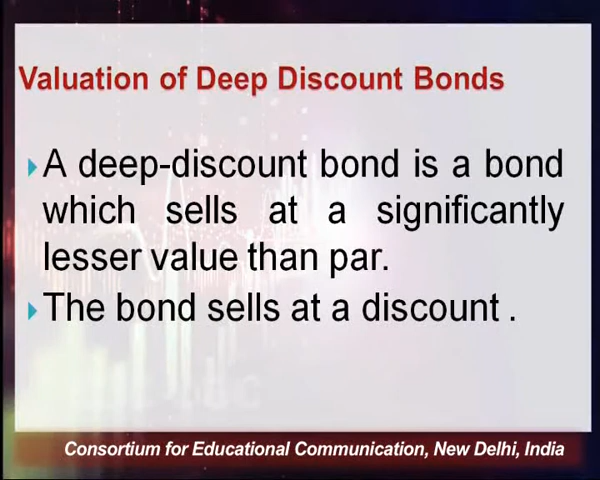 Valuation of Deep Discount Bonds
A deep-discount bond is a bond
which sells at a significantly
lesser value than par.
The bond sells at a discount .
Consortium for Educational Communication, New Delhi, India